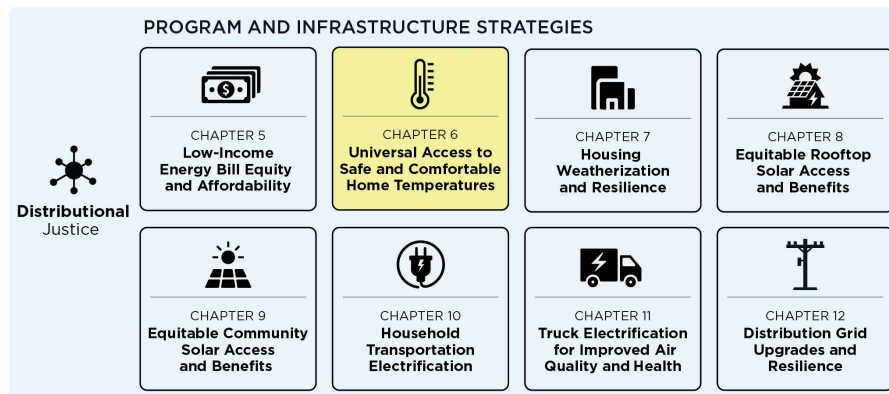 PROGRAM AND INFRASTRUCTURE STRATEGIES
Distributional
Justice
$
CHAPTER 5
Low-Income
Energy Bill Equity
and Affordability
CHAPTER 6
Universal Access to
Safe and Comfortable
Home Temperatures
CHAPTER 7
Housing
Weatherization
and Resilience
CHAPTER 8
Equitable Rooftop
Solar Access
and Benefits
CHAPTER 9
Equitable Community
Solar Access
and Benefits
CHAPTER 10
Household
Transportation
Electrification
CHAPTER 11
Truck Electrification
for Improved Air
Quality and Health
CHAPTER 12
Distribution Grid
Upgrades and
Resilience